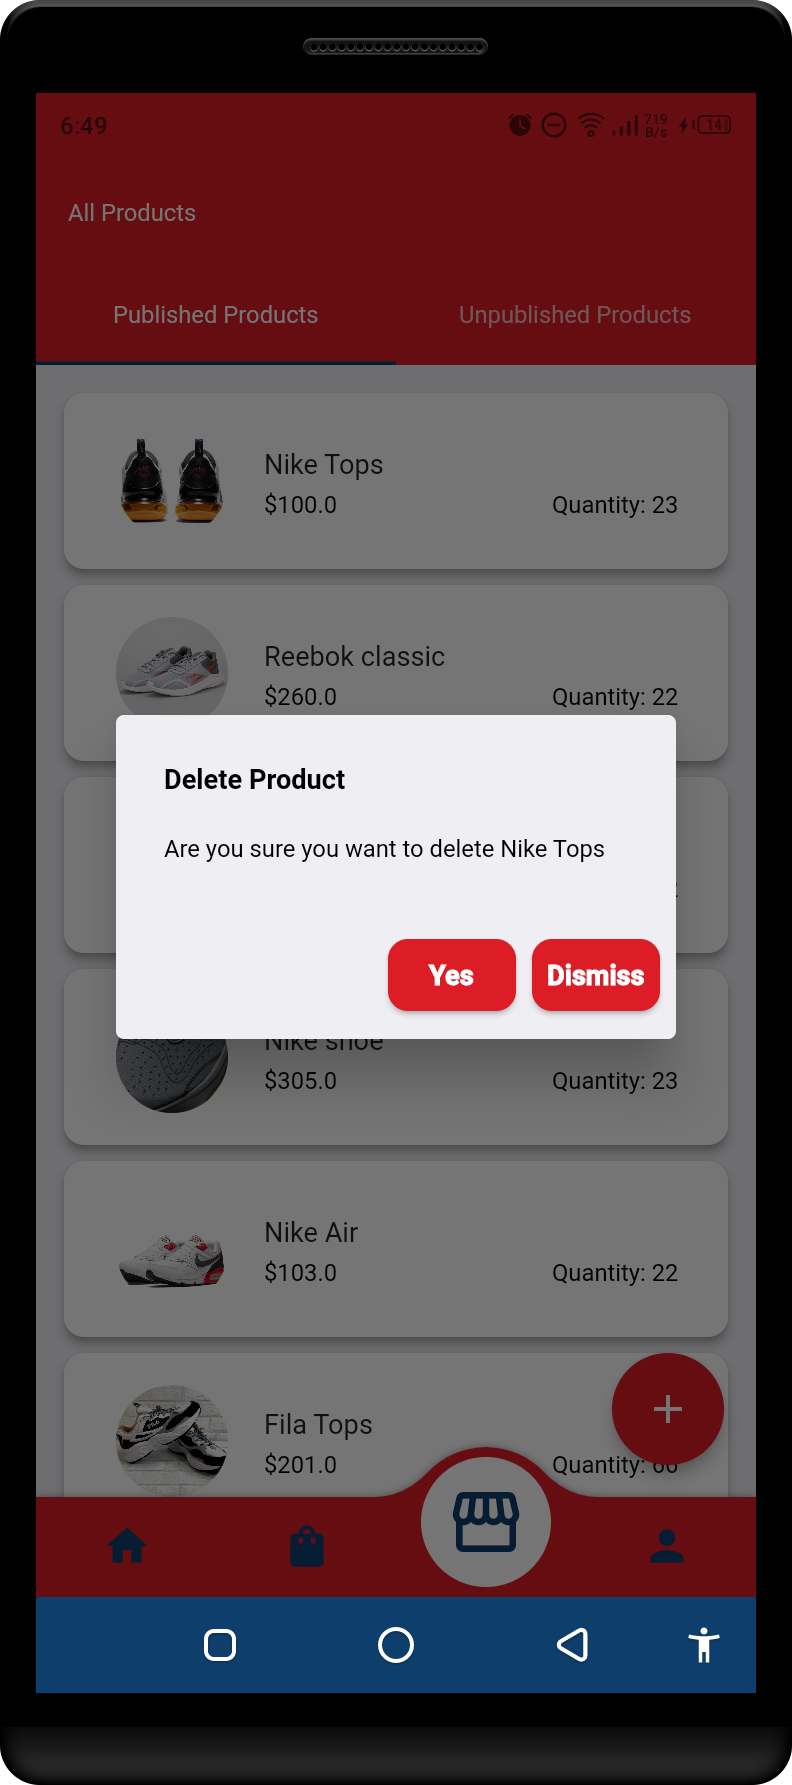 6:49
719
B/s
14
All Products
Published Products
Unpublished Products
Nike Tops
$100.0
Quantity: 23
Reebok classic
$260.0
Quantity: 22
Delete Product
Are you sure you want to delete Nike Tops
Yes
Dismiss
Nike shoe
$305.0
Quantity: 23
Nike Air
$103.0
Quantity: 22
Fila Tops
$201.0
Quantity: 60